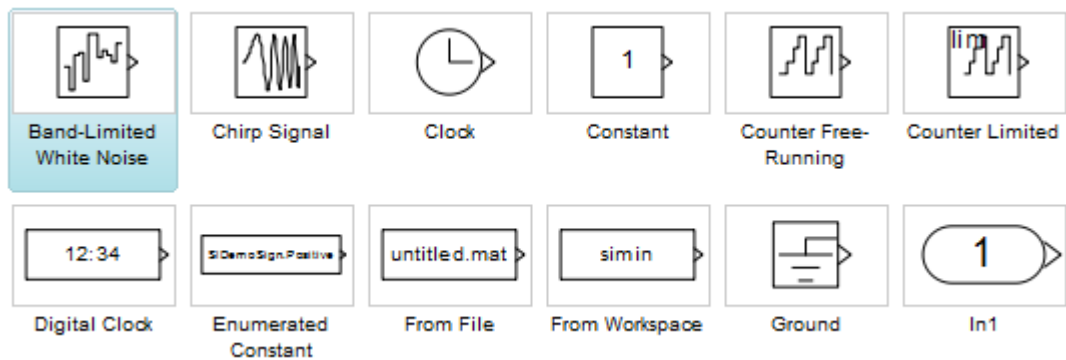 1
lim
Band-Limited
White Noise
Chirp Signal
Clock
Constant
Counter Free-
Running
Counter Limited
12:34
SlDemoSign.Positive
untitled.mat
simin
1
Digital Clock
Enumerated
Constant
From File
From Workspace
Ground
In1